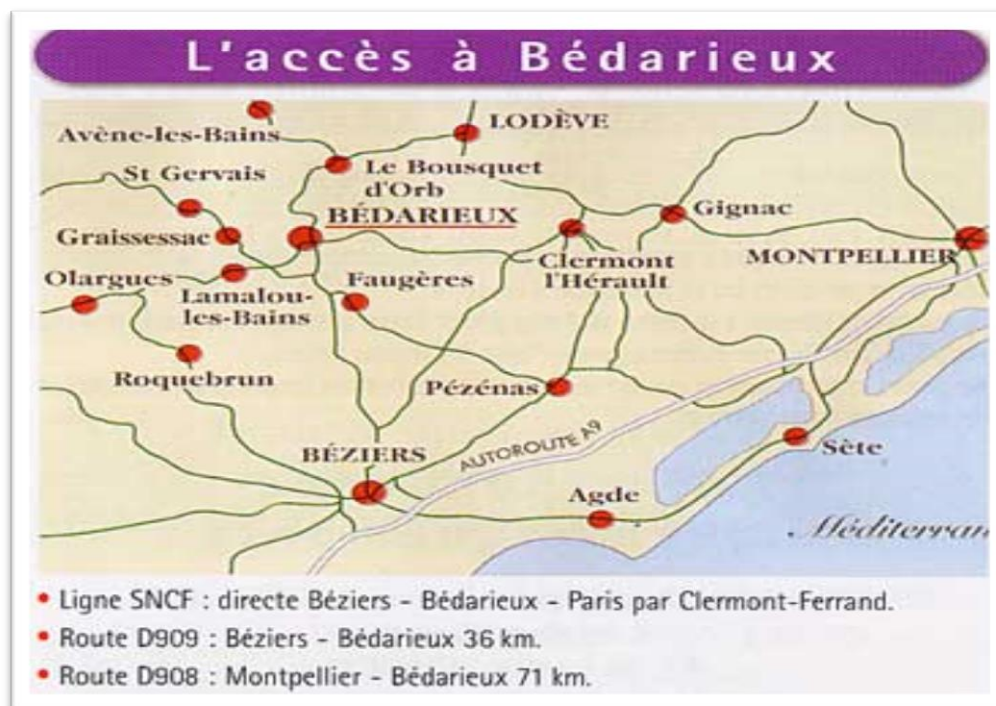 L'accès à Bédarieux
Avène-les-Bains
LODÈVE
St Gervais
Le Bousquet
d'Orb
BÉDARIEUX
Gignac
Graissessac
Clermont
l'Hérault
MONTPELLIER
Olargues
Lamalou-
les-Bains
Faugères
Roquebrun
Pézénas
BÉZIERS
AUTOROUTE A9
Sète
Agde
Méditerran
• Ligne SNCF : directe Béziers - Bédarieux - Paris par Clermont-Ferrand.
• Route D909 : Béziers - Bédarieux 36 km.
• Route D908 : Montpellier - Bédarieux 71 km.